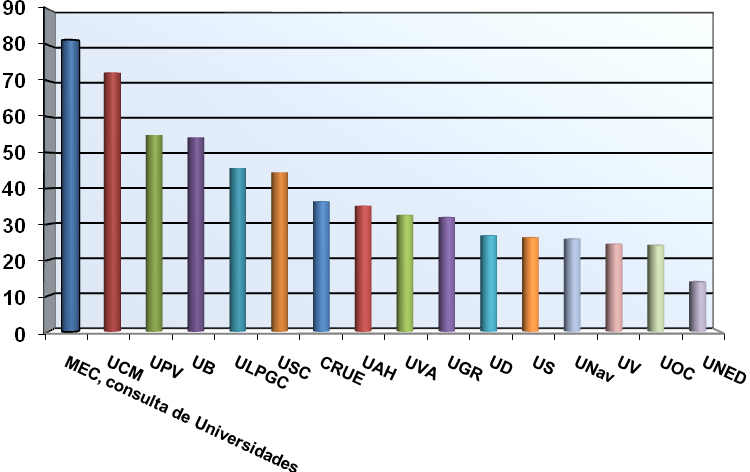 90
80
70
60
50
40
30
20
10
0
MEC, consulta de Universidades
UCM
UPV
UB
ULPGC
USC
CRUE
UAH
UVA
UGR
UD
US
UNav
UV
UOC
UNED